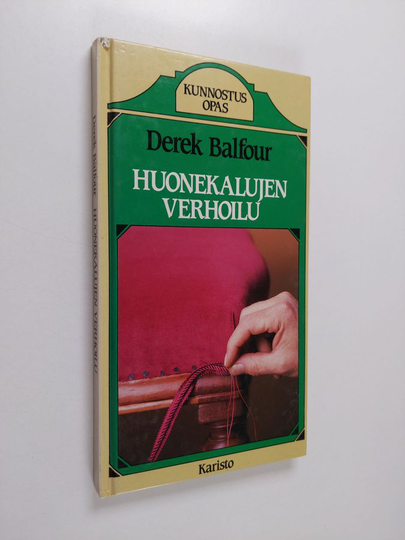 KUNNOSTUS
OPAS
Derek Balfour
HUONEKALUJEN
VERHOILU
Karisto
Derek Balfour HUONEKALUJEN VERHOILU